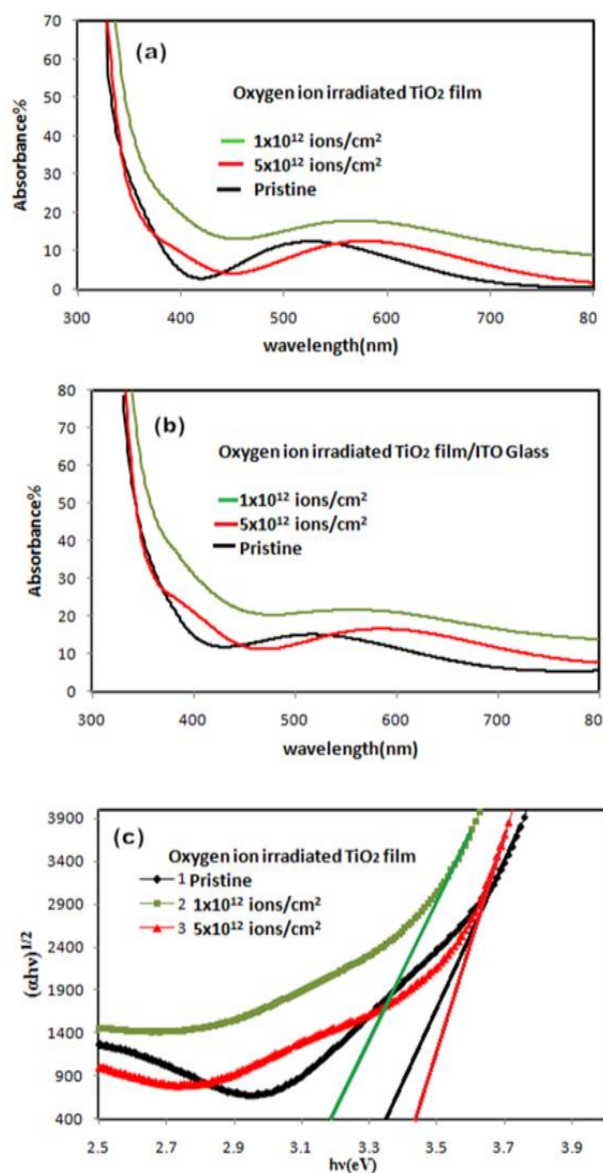 70
(a)
60
Oxygen ion irradiated TiO₂ film
50
1x10¹² ions/cm²
40
5x10¹² ions/cm²
Pristine
30
20
10
0
Absorbance%
300 400 500 600 700 80
wavelength(nm)
80
(b)
70
Oxygen ion irradiated TiO₂ film/ITO Glass
60
1x10¹² ions/cm²
50
5x10¹² ions/cm²
40
Pristine
30
20
10
0
Absorbance%
300 400 500 600 700 80
wavelength(nm)
3900
(c)
Oxygen ion irradiated TiO₂ film
3400
1 Pristine
2 1x10¹² ions/cm²
2900
3 5x10¹² ions/cm²
2400
1900
1400
900
400
(αhν)¹/²
2.5 2.7 2.9 3.1 3.3 3.5 3.7 3.9
hν(eV)